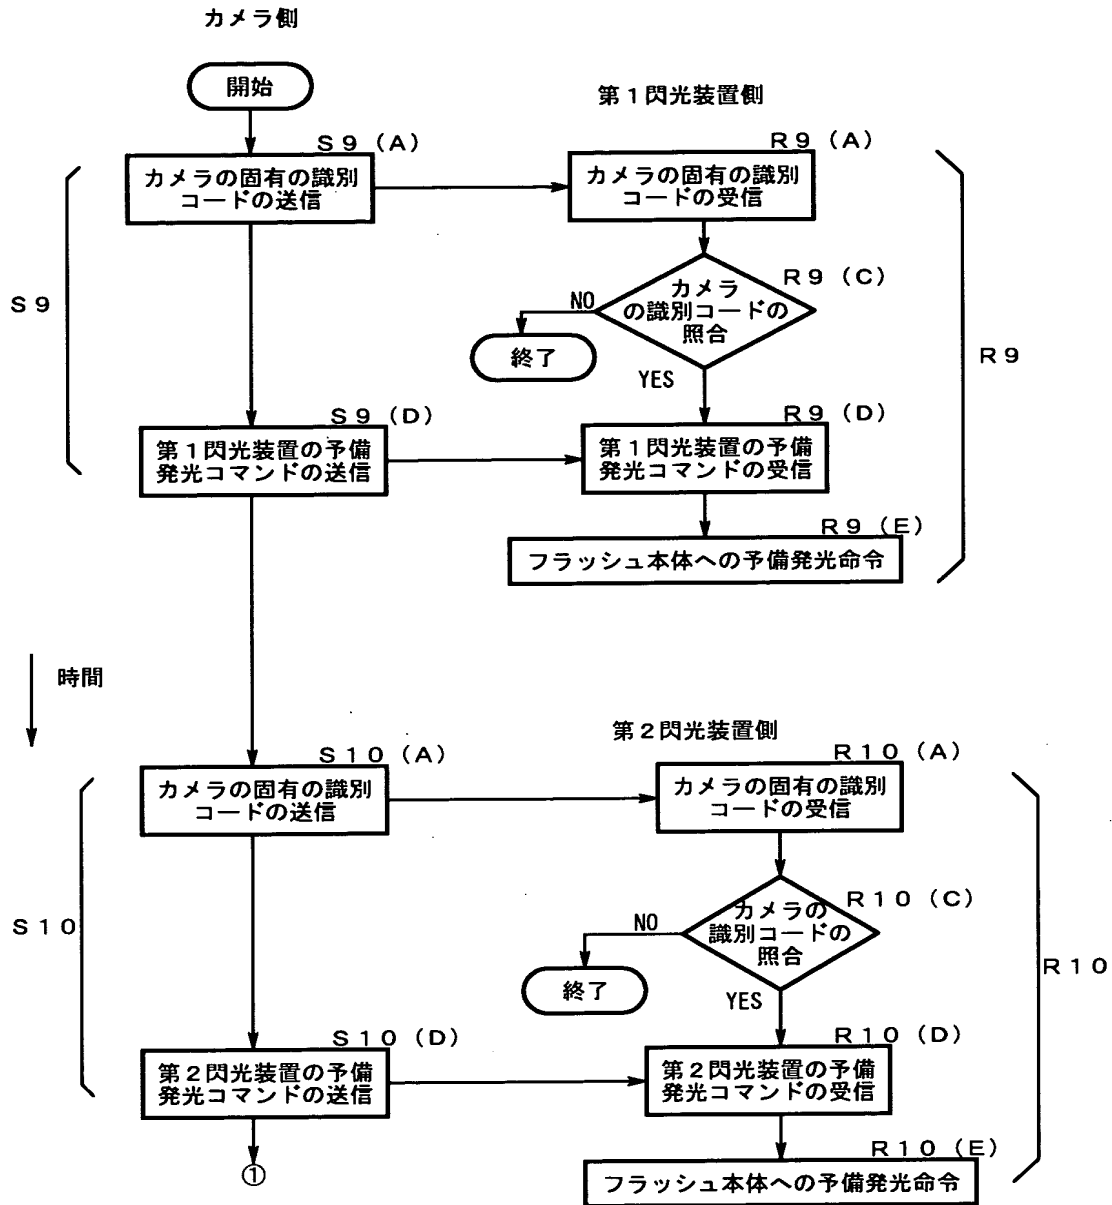 カメラ側
開始
第1閃光装置側
S9(A)
カメラの固有の識別
コードの送信
R9(A)
カメラの固有の識別
コードの受信
S9
R9(C)
カメラ
の識別コードの
照合
NO
終了
YES
R9
S9(D)
第1閃光装置の予備
発光コマンドの送信
R9(D)
第1閃光装置の予備
発光コマンドの受信
R9(E)
フラッシュ本体への予備発光命令
時間
第2閃光装置側
S10(A)
カメラの固有の識別
コードの送信
R10(A)
カメラの固有の識別
コードの受信
S10
R10(C)
カメラの
識別コードの
照合
NO
終了
YES
R10
S10(D)
第2閃光装置の予備
発光コマンドの送信
R10(D)
第2閃光装置の予備
発光コマンドの受信
R10(E)
フラッシュ本体への予備発光命令
①